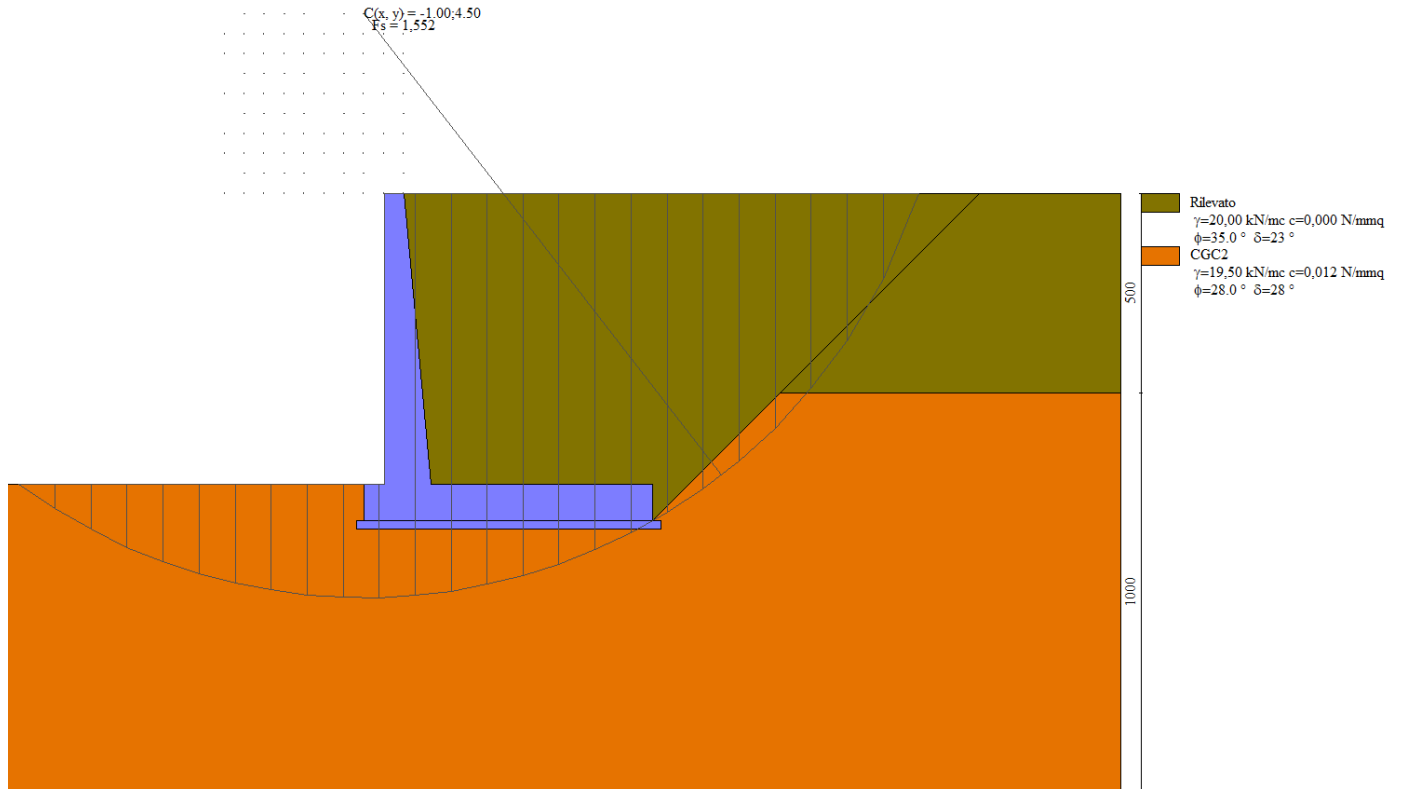 C(x, y) = -1.00;4.50
Fs = 1,552
Rilevato
γ=20,00 kN/mc c=0,000 N/mmq
ϕ=35.0 ° δ=23 °
CGC2
γ=19,50 kN/mc c=0,012 N/mmq
ϕ=28.0 ° δ=28 °
500
1000